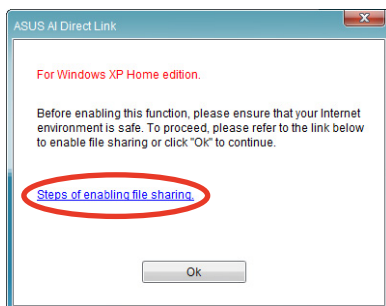 ASUS AI Direct Link
For Windows XP Home edition.
Before enabling this function, please ensure that your Internet
environment is safe. To proceed, please refer to the link below
to enable file sharing or click "Ok" to continue.
Steps of enabling file sharing.
Ok